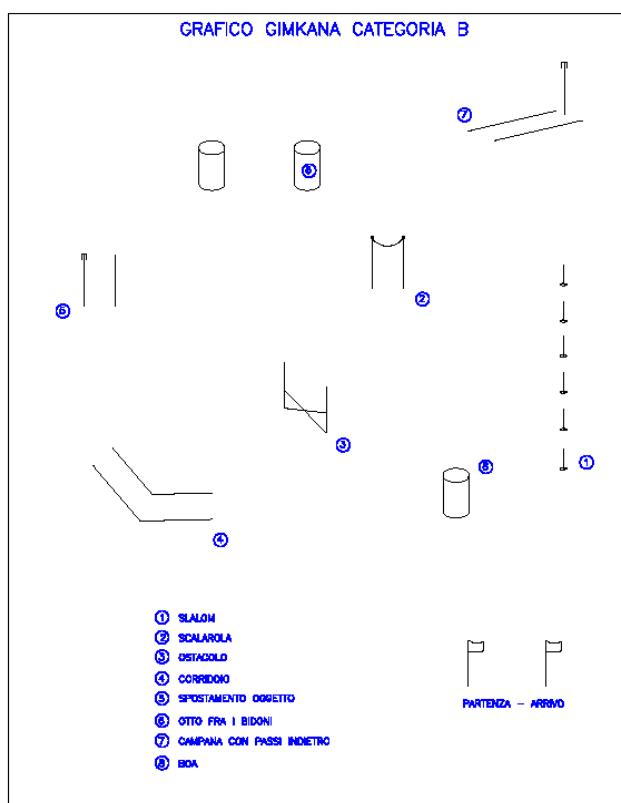 GRAFICO GIMKANA CATEGORIA B
7
6
2
5
3
8
1
4
1 SLALOM
2 SCALAROLA
3 OSTACOLO
4 CORRIDOIO
5 SPOSTAMENTO OGGETTO
6 OTTO FRA I BIDONI
7 CAMPANA CON PASSI INDIETRO
8 BOA
PARTENZA – ARRIVO